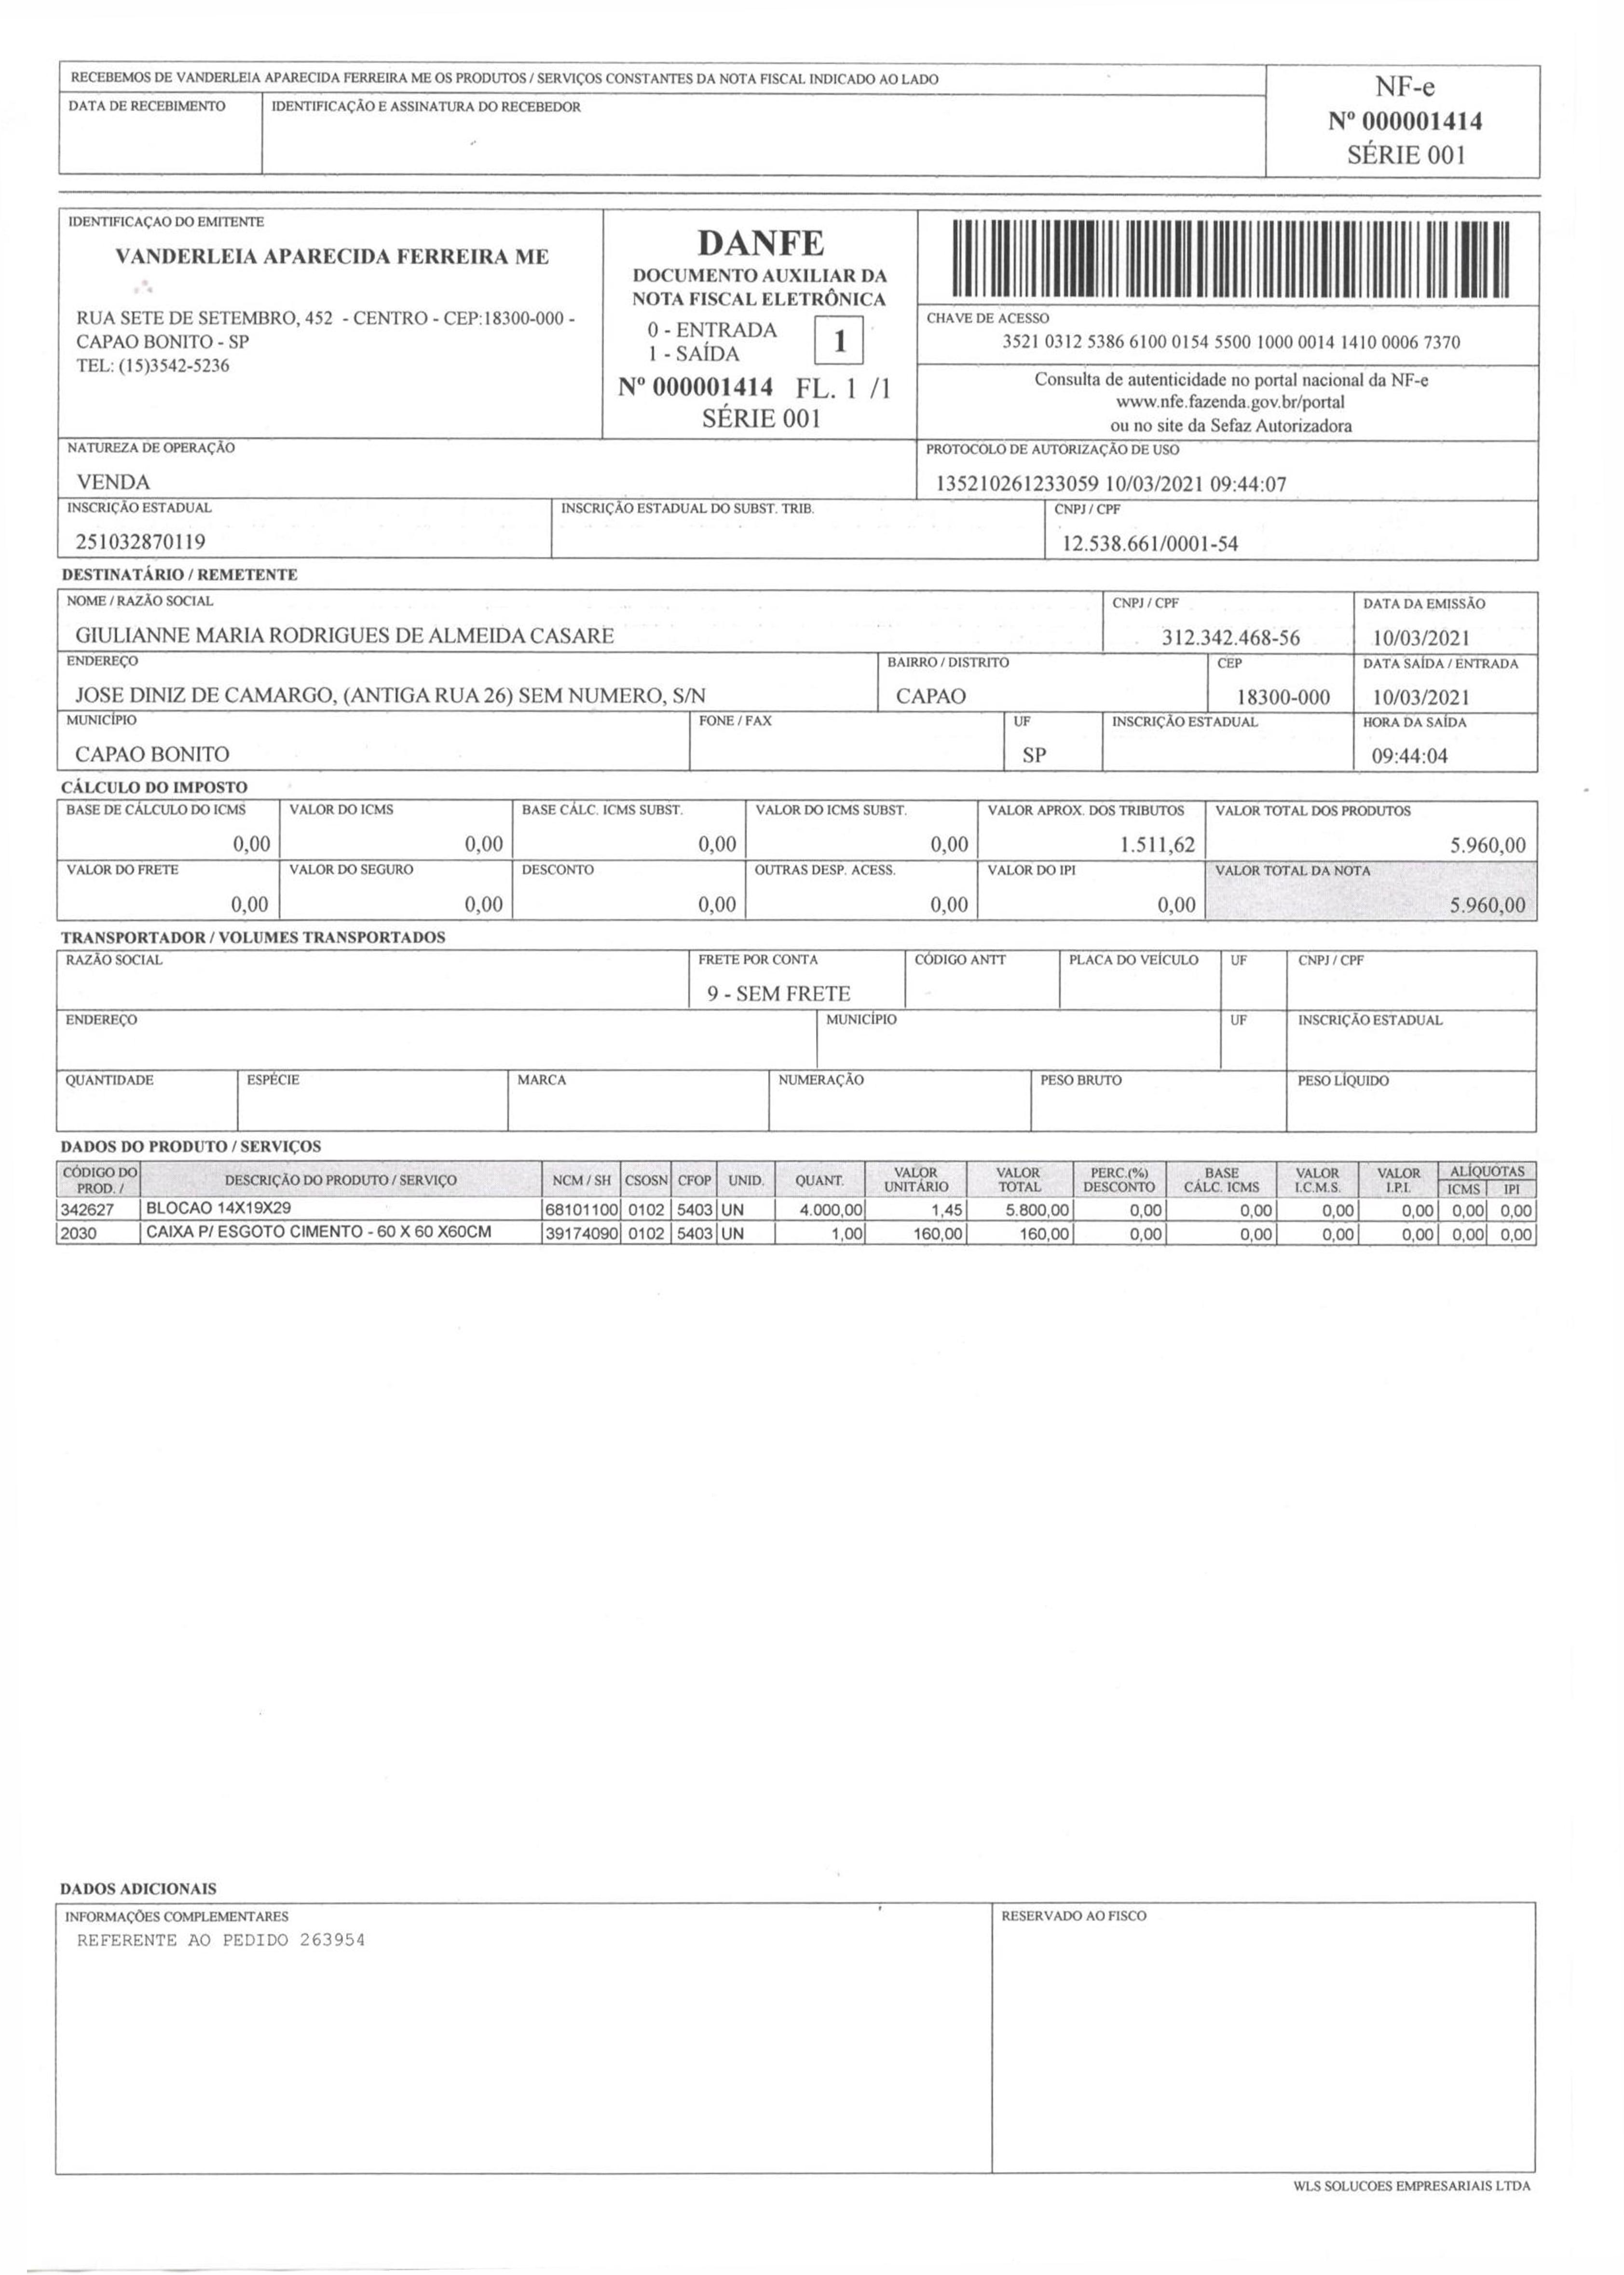 RECEBEMOS DE VANDERLEIA APARECIDA FERREIRA ME OS PRODUTOS / SERVIÇOS CONSTANTES DA NOTA FISCAL INDICADO AO LADO
DATA DE RECEBIMENTO IDENTIFICAÇÃO E ASSINATURA DO RECEBEDOR
NF-e
Nº 000001414
SÉRIE 001
IDENTIFICAÇAO DO EMITENTE
VANDERLEIA APARECIDA FERREIRA ME
RUA SETE DE SETEMBRO, 452 - CENTRO - CEP:18300-000 -
CAPAO BONITO - SP
TEL: (15)3542-5236
DANFE
DOCUMENTO AUXILIAR DA
NOTA FISCAL ELETRÔNICA
0 - ENTRADA
1 - SAÍDA
1
Nº 000001414 FL. 1 /1
SÉRIE 001
CHAVE DE ACESSO
3521 0312 5386 6100 0154 5500 1000 0014 1410 0006 7370
Consulta de autenticidade no portal nacional da NF-e
www.nfe.fazenda.gov.br/portal
ou no site da Sefaz Autorizadora
NATUREZA DE OPERAÇÃO PROTOCOLO DE AUTORIZAÇÃO DE USO
VENDA 135210261233059 10/03/2021 09:44:07
INSCRIÇÃO ESTADUAL INSCRIÇÃO ESTADUAL DO SUBST. TRIB. CNPJ / CPF
251032870119 12.538.661/0001-54
DESTINATÁRIO / REMETENTE
NOME / RAZÃO SOCIAL CNPJ / CPF DATA DA EMISSÃO
GIULIANNE MARIA RODRIGUES DE ALMEIDA CASARE 312.342.468-56 10/03/2021
ENDEREÇO BAIRRO / DISTRITO CEP DATA SAÍDA / ENTRADA
JOSE DINIZ DE CAMARGO, (ANTIGA RUA 26) SEM NUMERO, S/N CAPAO 18300-000 10/03/2021
MUNICÍPIO FONE / FAX UF INSCRIÇÃO ESTADUAL HORA DA SAÍDA
CAPAO BONITO SP 09:44:04
CÁLCULO DO IMPOSTO
BASE DE CÁLCULO DO ICMS VALOR DO ICMS BASE CÁLC. ICMS SUBST. VALOR DO ICMS SUBST. VALOR APROX. DOS TRIBUTOS VALOR TOTAL DOS PRODUTOS
0,00 0,00 0,00 0,00 1.511,62 5.960,00
VALOR DO FRETE VALOR DO SEGURO DESCONTO OUTRAS DESP. ACESS. VALOR DO IPI VALOR TOTAL DA NOTA
0,00 0,00 0,00 0,00 0,00 5.960,00
TRANSPORTADOR / VOLUMES TRANSPORTADOS
RAZÃO SOCIAL FRETE POR CONTA CÓDIGO ANTT PLACA DO VEÍCULO UF CNPJ / CPF
9 - SEM FRETE
ENDEREÇO MUNICÍPIO UF INSCRIÇÃO ESTADUAL
QUANTIDADE ESPÉCIE MARCA NUMERAÇÃO PESO BRUTO PESO LÍQUIDO
DADOS DO PRODUTO / SERVIÇOS
CÓDIGO DO PROD. / DESCRIÇÃO DO PRODUTO / SERVIÇO NCM / SH CSOSN CFOP UNID. QUANT. VALOR UNITÁRIO VALOR TOTAL PERC.(%) DESCONTO BASE CÁLC. ICMS VALOR I.C.M.S. VALOR I.P.I. ALÍQUOTAS ICMS IPI
342627 BLOCAO 14X19X29 68101100 0102 5403 UN 4.000,00 1,45 5.800,00 0,00 0,00 0,00 0,00 0,00 0,00
2030 CAIXA P/ ESGOTO CIMENTO - 60 X 60 X60CM 39174090 0102 5403 UN 1,00 160,00 160,00 0,00 0,00 0,00 0,00 0,00 0,00
DADOS ADICIONAIS
INFORMAÇÕES COMPLEMENTARES RESERVADO AO FISCO
REFERENTE AO PEDIDO 263954
WLS SOLUCOES EMPRESARIAIS LTDA